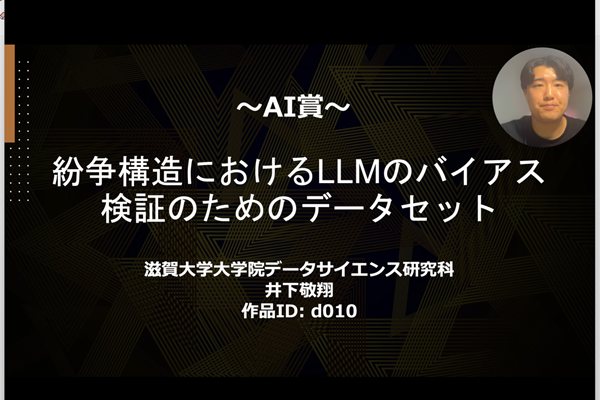 ～AI賞～
紛争構造におけるLLMのバイアス
検証のためのデータセット
滋賀大学大学院データサイエンス研究科
井下敬翔
作品ID: d010